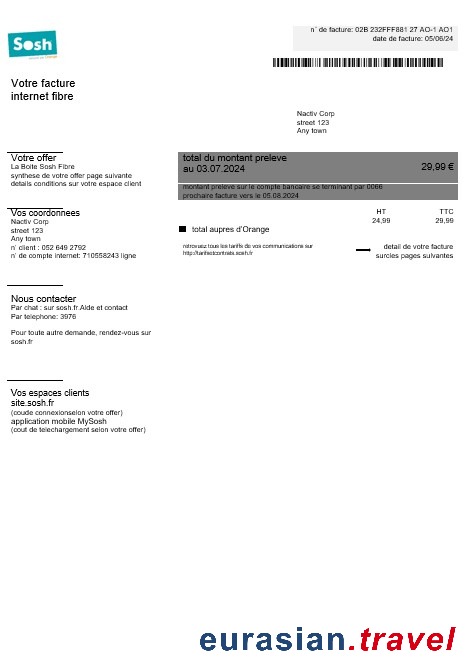 Sosh
n° de facture: 02B 232FFF881 27 AO-1 AO1
date de facture: 05/06/24
Votre facture
internet fibre
Nactiv Corp
street 123
Any town
Votre offer
La Boite Sosh Fibre
synthese de votre offer page suivante
details conditions sur votre espace client
total du montant preleve
au 03.07.2024
29,99 €
montant preleve sur le compte bancaire se terminant par 0066
prochaine facture vers le 05.08.2024
Vos coordonnees
Nactiv Corp
street 123
Any town
n° client : 052 649 2792
n° de compte internet: 710558243 ligne
HT TTC
24,99 29,99
total aupres d'Orange
retrouvez tous les tarifs de vos communications sur
http://tarifsetcontrats.sosh.fr
detail de votre facture
surcies pages suivantes
Nous contacter
Par chat : sur sosh.fr Aide et contact
Par telephone: 3976
Pour toute autre demande, rendez-vous sur
sosh.fr
Vos espaces clients
site.sosh.fr
(coude connexionselon votre offer)
application mobile MySosh
(cout de telechargement selon votre offer)
eurasian.travel